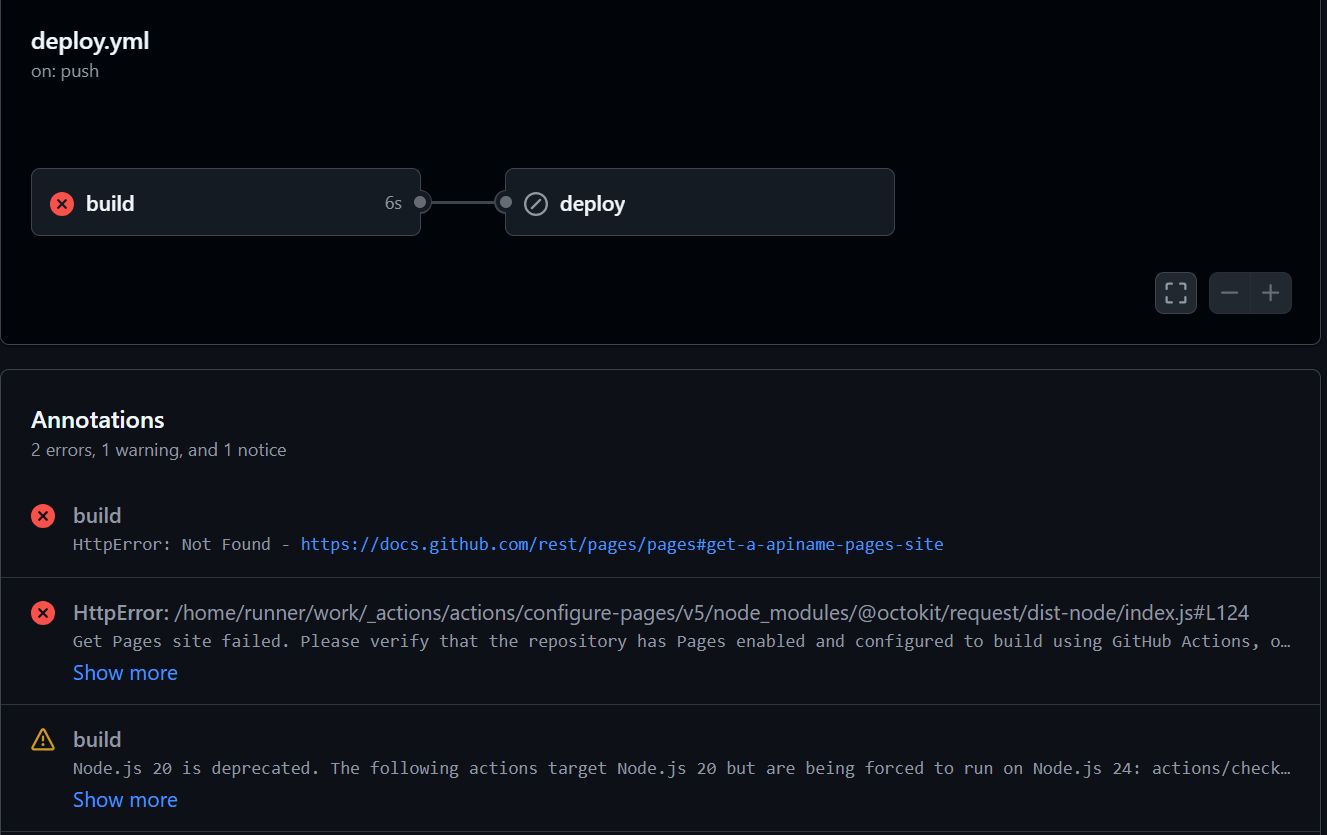 deploy.yml
on: push
build
6s
deploy
Annotations
2 errors, 1 warning, and 1 notice
build
HttpError: Not Found - https://docs.github.com/rest/pages/pages#get-a-apiname-pages-site
HttpError: /home/runner/work/_actions/actions/configure-pages/v5/node_modules/@octokit/request/dist-node/index.js#L124
Get Pages site failed. Please verify that the repository has Pages enabled and configured to build using GitHub Actions, o…
Show more
build
Node.js 20 is deprecated. The following actions target Node.js 20 but are being forced to run on Node.js 24: actions/check…
Show more